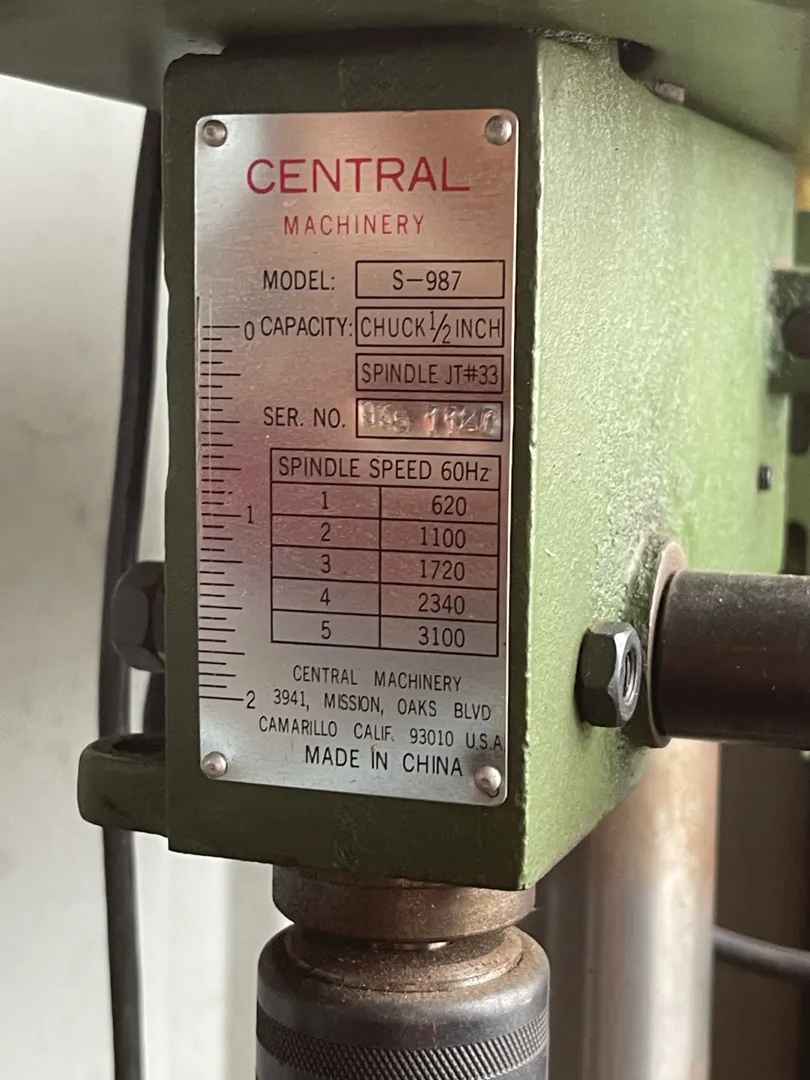 CENTRAL
MACHINERY
MODEL: S-987
0 CAPACITY: CHUCK 1/2 INCH
SPINDLE JT#33
SER. NO.
SPINDLE SPEED 60Hz
1 620
1
2 1100
3 1720
4 2340
5 3100
CENTRAL MACHINERY
2 3941, MISSION, OAKS BLVD
CAMARILLO CALIF. 93010 U.S.A
MADE IN CHINA